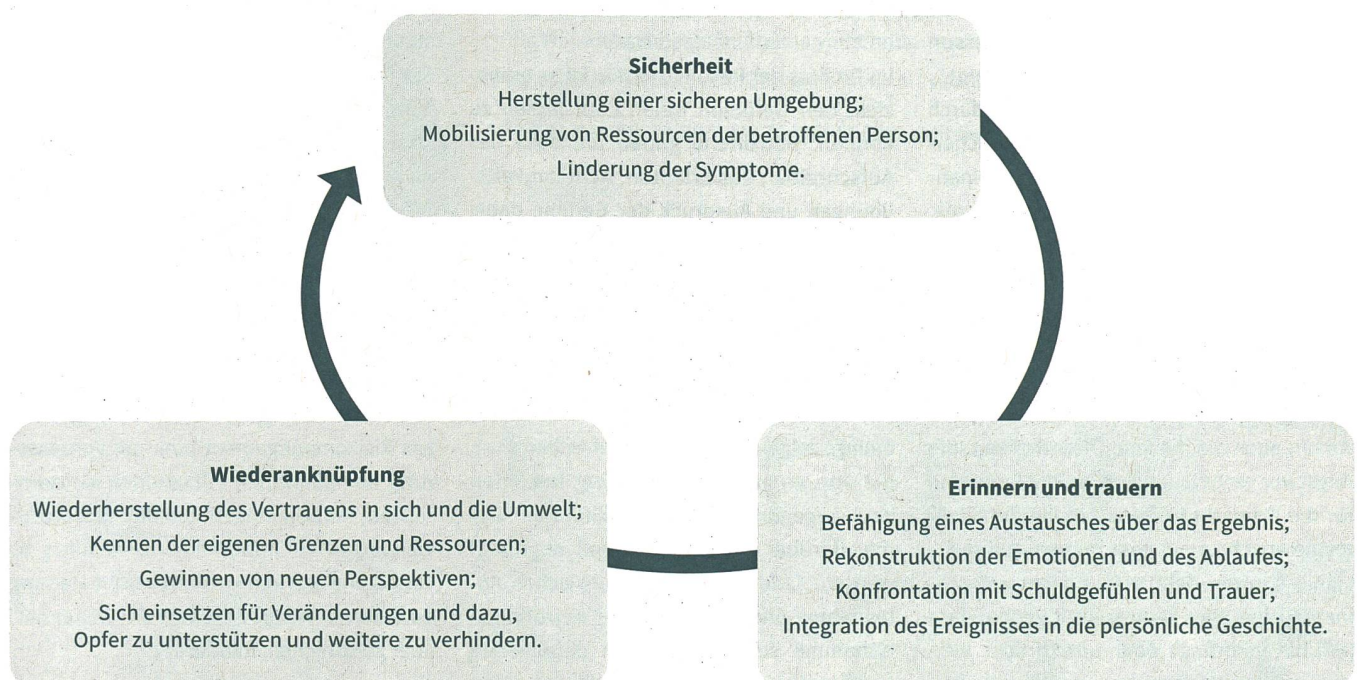 Sicherheit
Herstellung einer sicheren Umgebung;
Mobilisierung von Ressourcen der betroffenen Person;
Linderung der Symptome.
Wiederanknüpfung
Wiederherstellung des Vertrauens in sich und die Umwelt;
Kennen der eigenen Grenzen und Ressourcen;
Gewinnen von neuen Perspektiven;
Sich einsetzen für Veränderungen und dazu,
Opfer zu unterstützen und weitere zu verhindern.
Erinnern und trauern
Befähigung eines Austausches über das Ergebnis;
Rekonstruktion der Emotionen und des Ablaufes;
Konfrontation mit Schuldgefühlen und Trauer;
Integration des Ereignisses in die persönliche Geschichte.